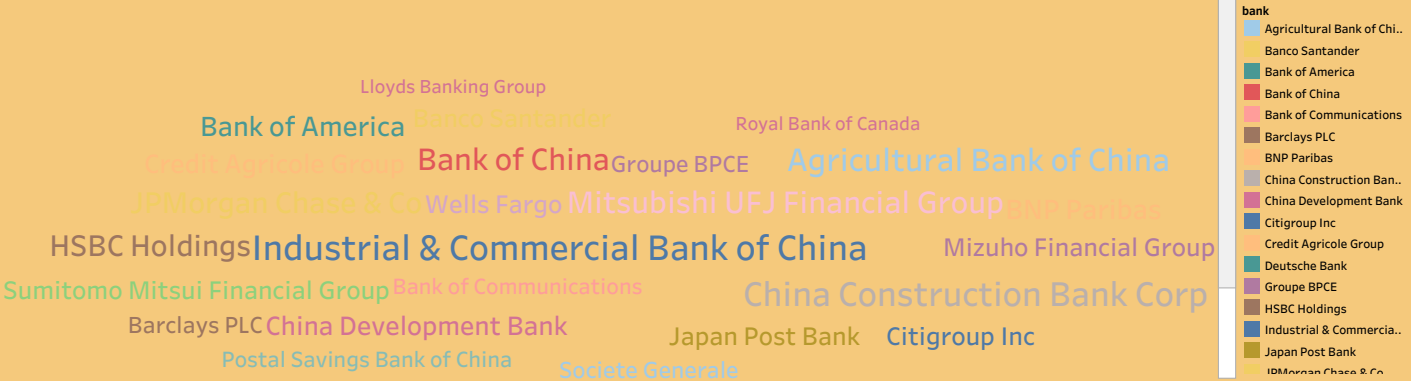 Lloyds Banking Group
Bank of America Banco Santander Royal Bank of Canada
Credit Agricole Group Bank of China Groupe BPCE Agricultural Bank of China
JPMorgan Chase & Co Wells Fargo Mitsubishi UFJ Financial Group BNP Paribas
HSBC Holdings Industrial & Commercial Bank of China Mizuho Financial Group
Sumitomo Mitsui Financial Group Bank of Communications China Construction Bank Corp
Barclays PLC China Development Bank Japan Post Bank Citigroup Inc
Postal Savings Bank of China Societe Generale
bank
Agricultural Bank of Chi..
Banco Santander
Bank of America
Bank of China
Bank of Communications
Barclays PLC
BNP Paribas
China Construction Ban..
China Development Bank
Citigroup Inc
Credit Agricole Group
Deutsche Bank
Groupe BPCE
HSBC Holdings
Industrial & Commercia..
Japan Post Bank
JPMorgan Chase & Co